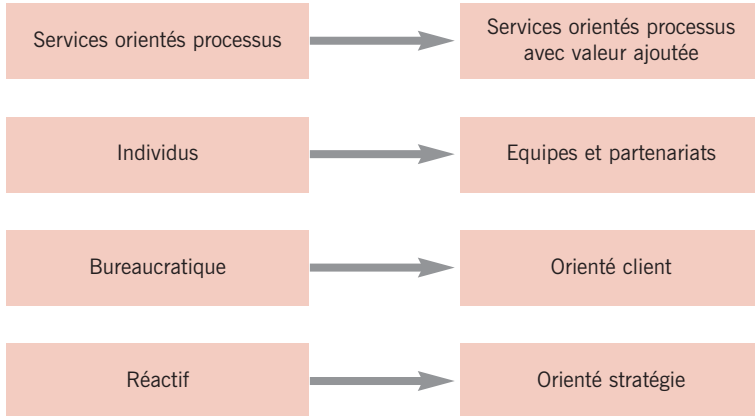 Services orientés processus
Services orientés processus
avec valeur ajoutée
Individus
Equipes et partenariats
Bureaucratique
Orienté client
Réactif
Orienté stratégie